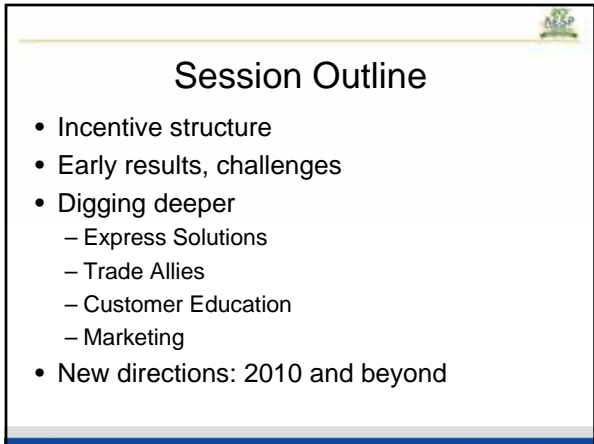 AESP
Session Outline
• Incentive structure
• Early results, challenges
• Digging deeper
– Express Solutions
– Trade Allies
– Customer Education
– Marketing
• New directions: 2010 and beyond